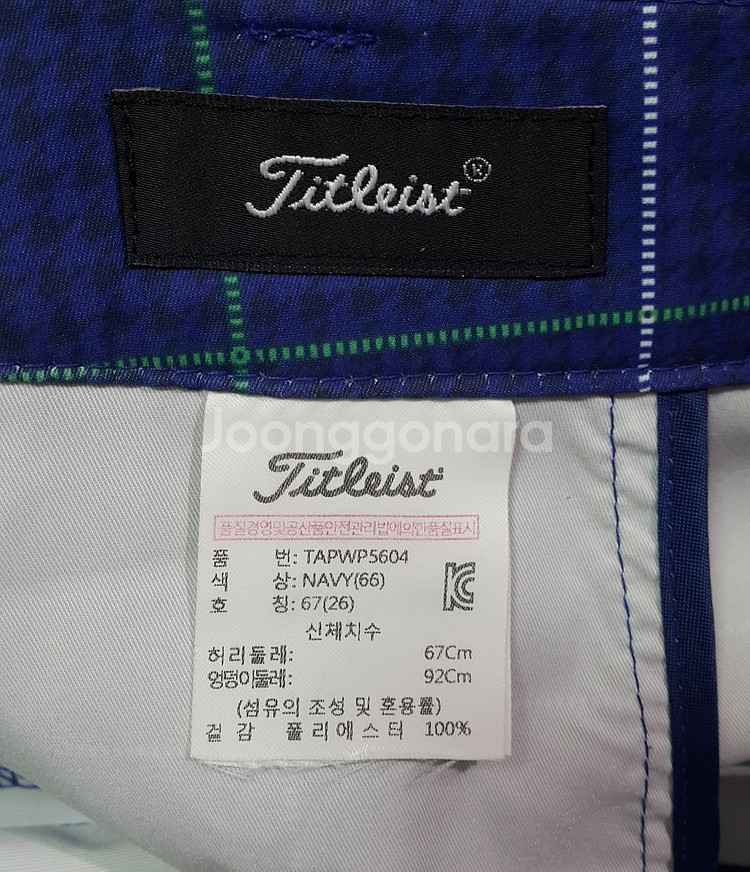 Titleist®
Joonggonara
Titleist
품질경영및공산품안전관리법에의한품질표시
품 번: TAPWP5604
색 상: NAVY(66)
호 칭: 67(26)
신체치수
허리둘레: 67Cm
엉덩이둘레: 92Cm
(섬유의 조성 및 혼용률)
겉 감 폴리에스터 100%